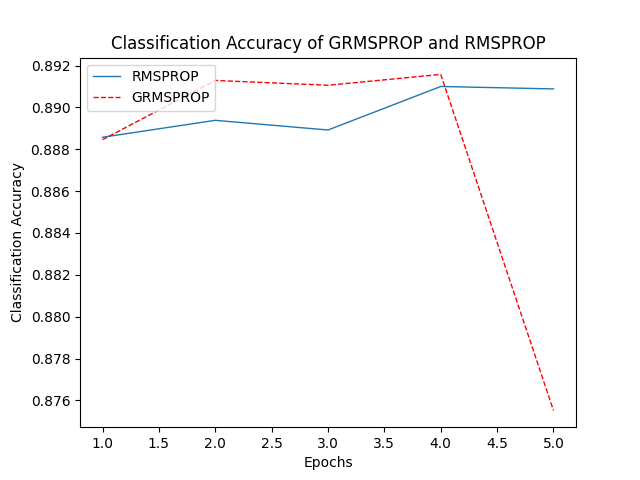 Classification Accuracy of GRMSPROP and RMSPROP
RMSPROP
GRMSPROP
Classification Accuracy
0.892
0.890
0.888
0.886
0.884
0.882
0.880
0.878
0.876
1.0 1.5 2.0 2.5 3.0 3.5 4.0 4.5 5.0
Epochs